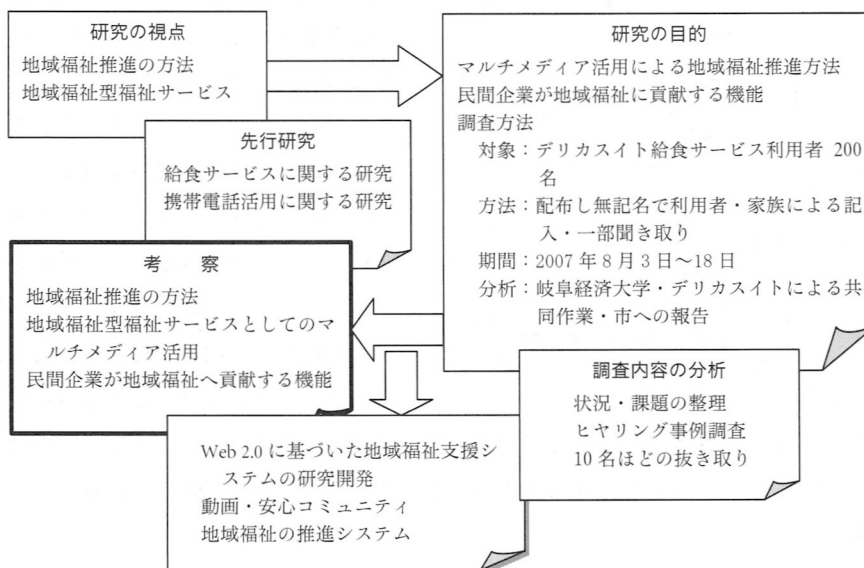 研究の視点
地域福祉推進の方法
地域福祉型福祉サービス
先行研究
給食サービスに関する研究
携帯電話活用に関する研究
研究の目的
マルチメディア活用による地域福祉推進方法
民間企業が地域福祉に貢献する機能
調査方法
対象：デリカスイト給食サービス利用者 200
名
方法：配布し無記名で利用者・家族による記
入・一部聞き取り
期間：2007 年 8 月 3 日～18 日
分析：岐阜経済大学・デリカスイトによる共
同作業・市への報告
調査内容の分析
状況・課題の整理
ヒヤリング事例調査
10 名ほどの抜き取り
考　察
地域福祉推進の方法
地域福祉型福祉サービスとしてのマ
ルチメディア活用
民間企業が地域福祉へ貢献する機能
Web 2.0 に基づいた地域福祉支援シ
ステムの研究開発
動画・安心コミュニティ
地域福祉の推進システム